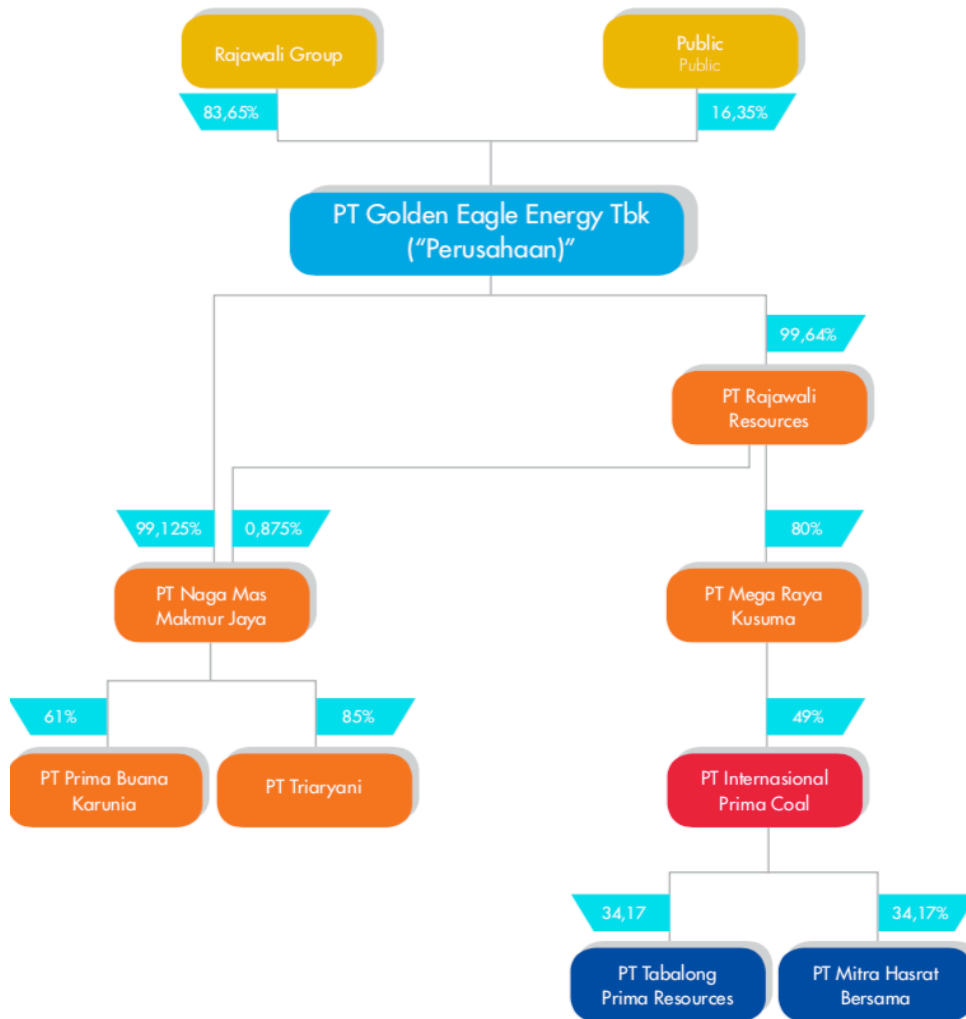 Rajawali Group
Public
Public
83,65%
16,35%
PT Golden Eagle Energy Tbk
(“Perusahaan)”
99,64%
PT Rajawali
Resources
99,125%
0,875%
80%
PT Naga Mas
Makmur Jaya
PT Mega Raya
Kusuma
61%
85%
49%
PT Prima Buana
Karunia
PT Triaryani
PT Internasional
Prima Coal
34,17
34,17%
PT Tabalong
Prima Resources
PT Mitra Hasrat
Bersama